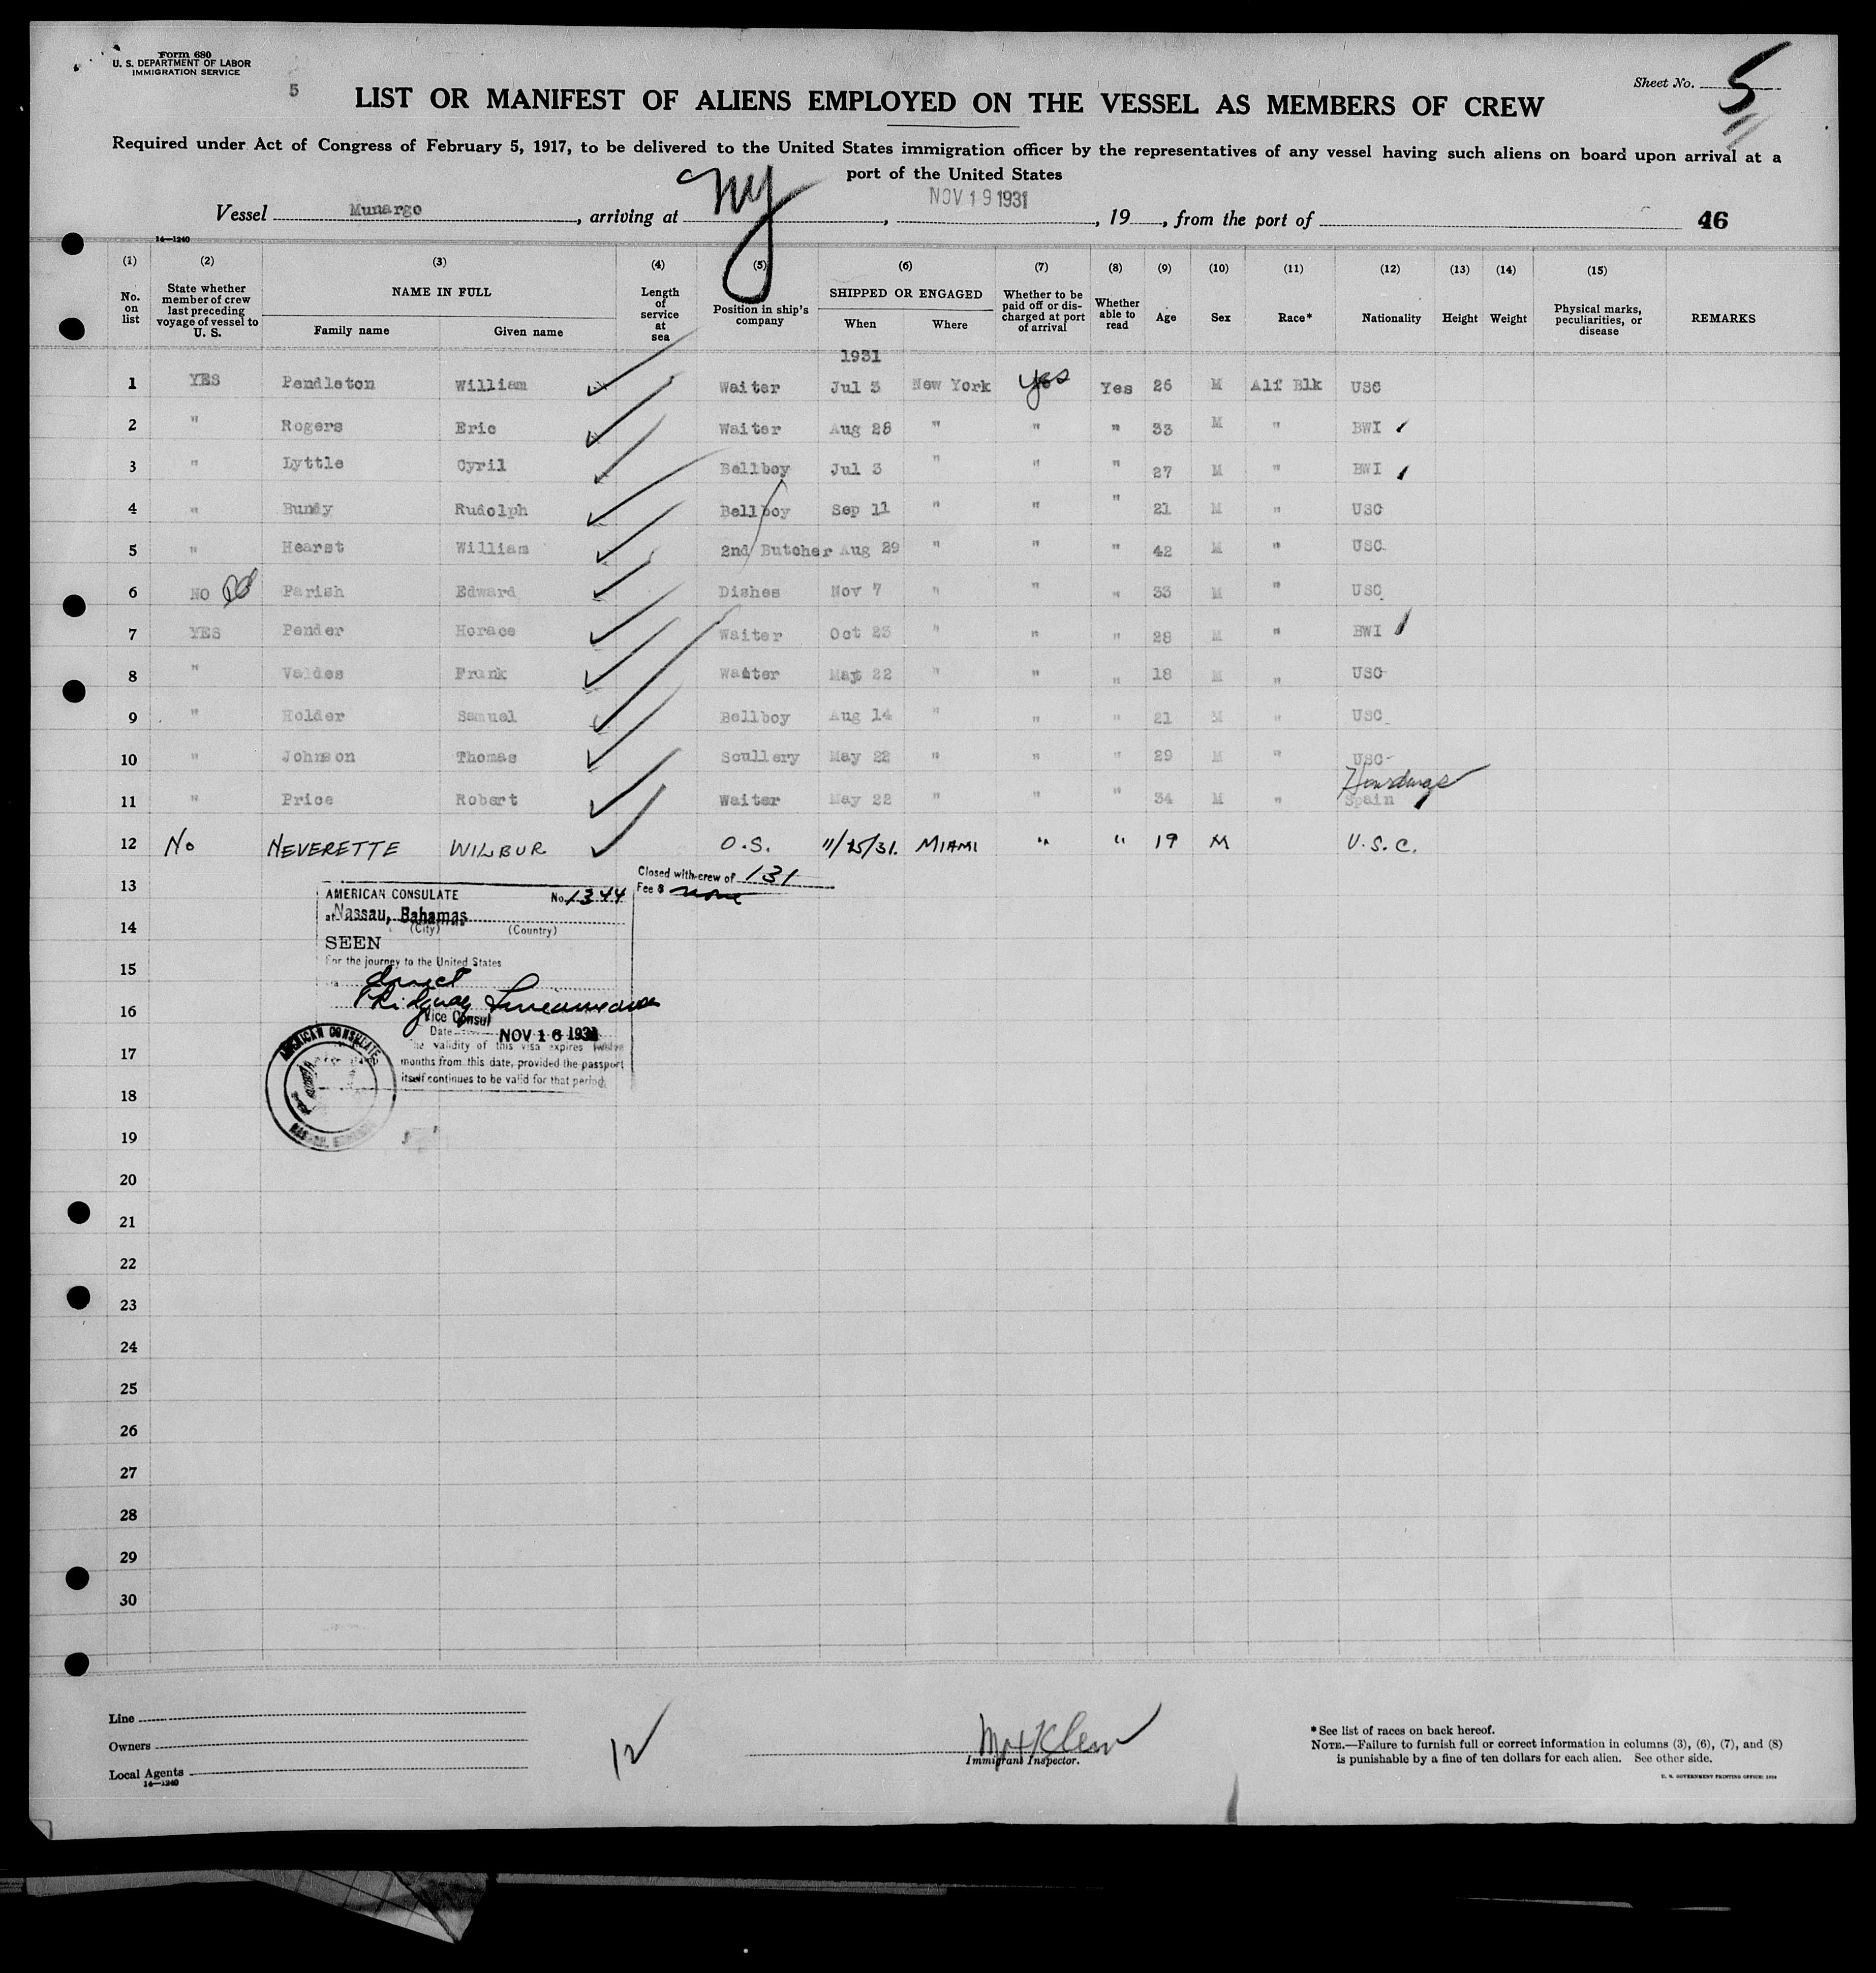 Form 680
U. S. DEPARTMENT OF LABOR
IMMIGRATION SERVICE
5
Sheet No. 5
LIST OR MANIFEST OF ALIENS EMPLOYED ON THE VESSEL AS MEMBERS OF CREW
Required under Act of Congress of February 5, 1917, to be delivered to the United States immigration officer by the representatives of any vessel having such aliens on board upon arrival at a
port of the United States
Vessel Munargo, arriving at NY, NOV 19 1931, 19, from the port of 46
14—1240
(1) (2) (3) (4) (5) (6) (7) (8) (9) (10) (11) (12) (13) (14) (15)
No. on list
State whether member of crew last preceding voyage of vessel to U. S.
NAME IN FULL
Family name Given name
Length of service at sea
Position in ship's company
SHIPPED OR ENGAGED
When Where
Whether to be paid off or discharged at port of arrival
Whether able to read
Age Sex Race* Nationality Height Weight
Physical marks, peculiarities, or disease
REMARKS
1931
1 YES Pendleton William Waiter Jul 3 New York yes Yes 26 M Alf Blk USC
2 " Rogers Eric Waiter Aug 28 " " " 33 M " BWI
3 " Lyttle Cyril Bellboy Jul 3 " " " 27 M " BWI
4 " Bundy Rudolph Bellboy Sep 11 " " " 21 M " USC
5 " Hearst William 2nd Butcher Aug 29 " " " 42 M " USC
6 NO Parish Edward Dishes Nov 7 " " " 33 M " USC
7 YES Pender Horace Waiter Oct 23 " " " 28 M " BWI
8 " Valdes Frank Waiter May 22 " " " 18 M " USC
9 " Holder Samuel Bellboy Aug 14 " " " 21 M " USC
10 " Johnson Thomas Scullery May 22 " " " 29 M " USC
11 " Price Robert Waiter May 22 " " " 34 M " Spain
12 No NEVERETTE WILBUR O.S. 11/15/31. MIAMI " " 19 M U.S.C.
13
14
15
16
17
18
19
20
21
22
23
24
25
26
27
28
29
30
Closed with crew of 131
Fee $ none
AMERICAN CONSULATE No. 1344
at Nassau, Bahamas
(City) (Country)
SEEN
For the journey to the United States
direct
Vice Consul
Date NOV 16 1931
The validity of this visa expires twelve
months from this date, provided the passport
itself continues to be valid for that period.
AMERICAN CONSULATE
Line
Owners
Local Agents
14—1240
12
Immigrant Inspector.
*See list of races on back hereof.
NOTE.—Failure to furnish full or correct information in columns (3), (6), (7), and (8)
is punishable by a fine of ten dollars for each alien. See other side.